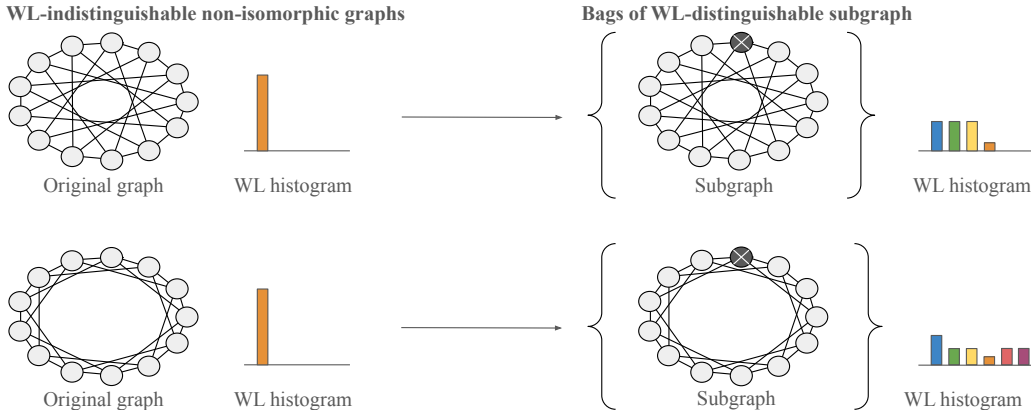 WL-indistinguishable non-isomorphic graphs
Bags of WL-distinguishable subgraph
Original graph
WL histogram
Subgraph
WL histogram
Original graph
WL histogram
Subgraph
WL histogram